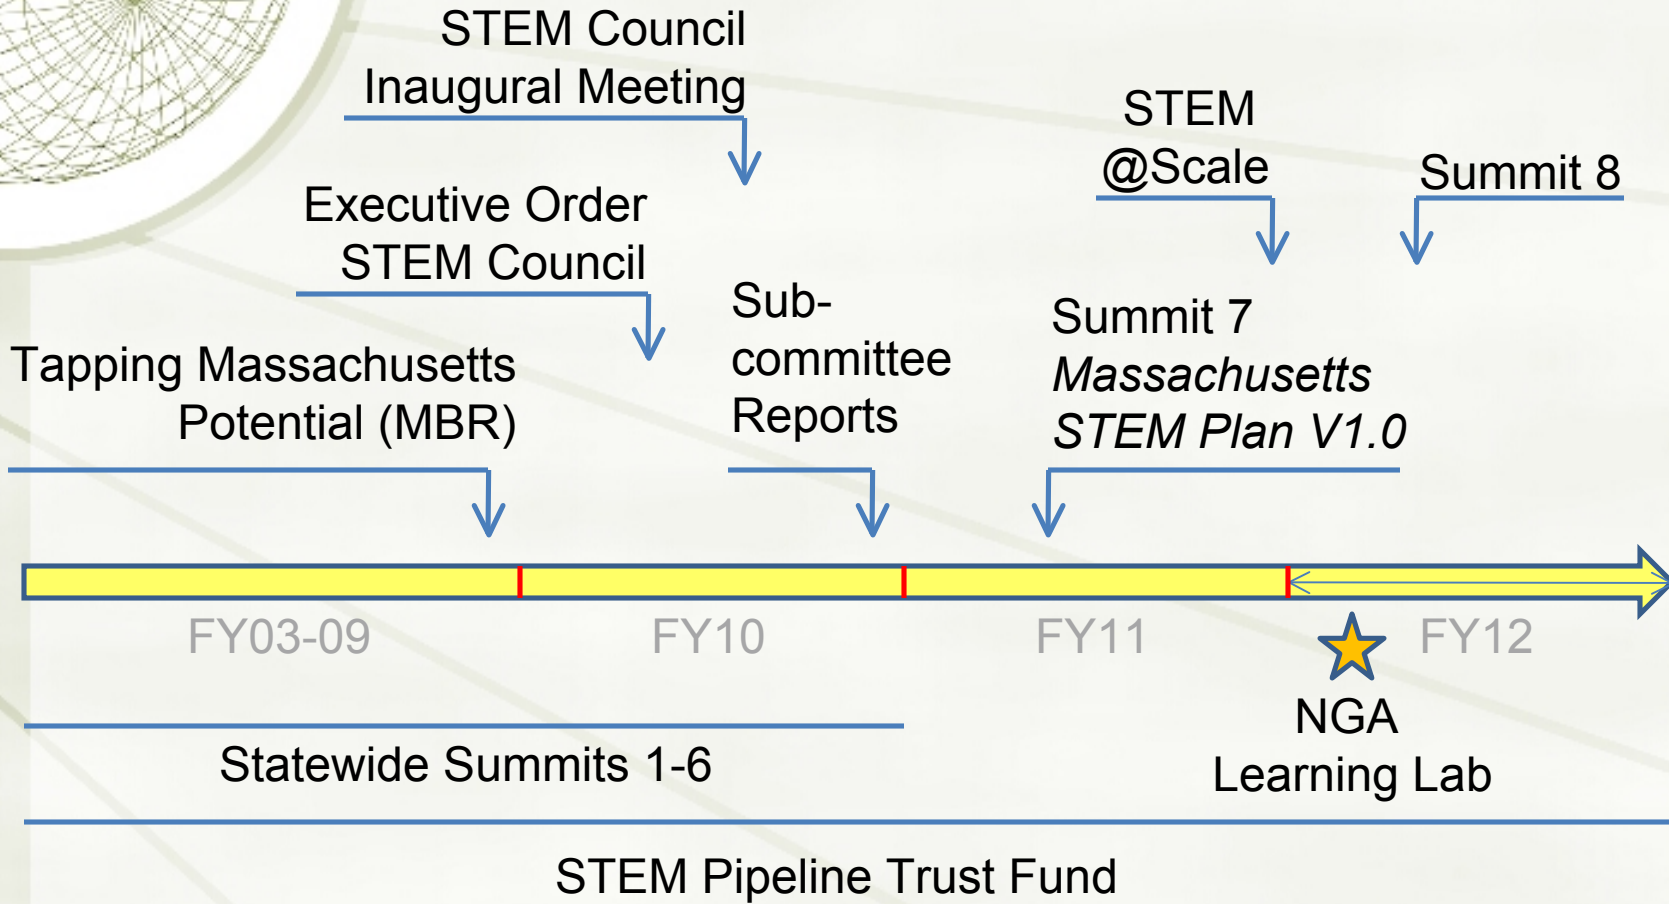 STEM Council
Inaugural Meeting
STEM
@Scale
Summit 8
Executive Order
STEM Council
Sub-
committee
Reports
Summit 7
Massachusetts
STEM Plan V1.0
Tapping Massachusetts
Potential (MBR)
FY03-09
FY10
FY11
FY12
NGA
Learning Lab
Statewide Summits 1-6
STEM Pipeline Trust Fund